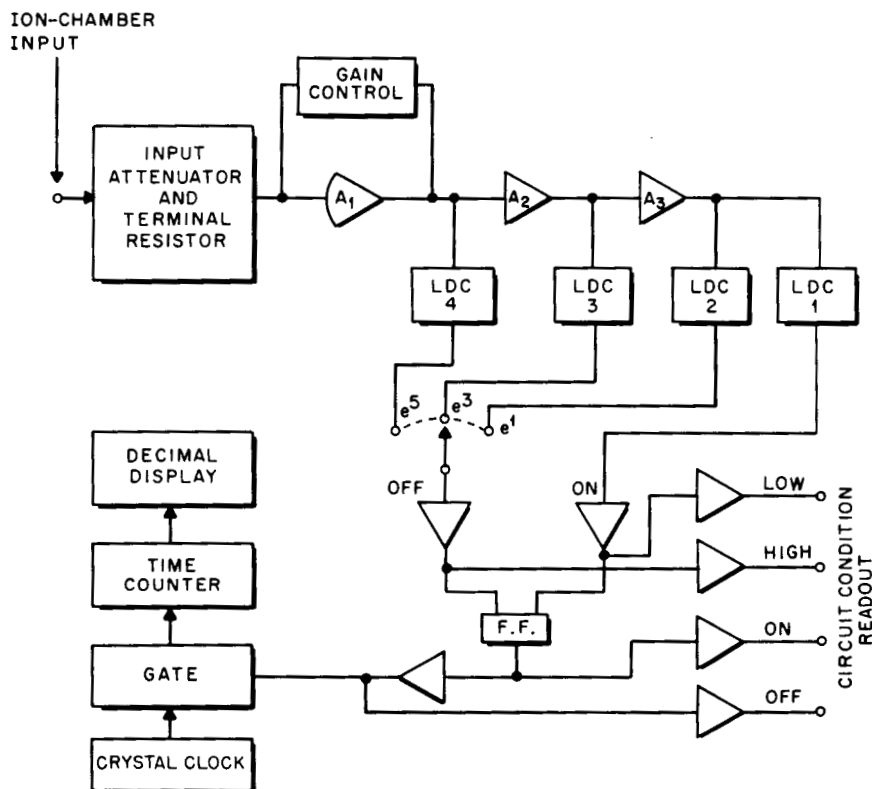 ION-CHAMBER
INPUT
GAIN
CONTROL
INPUT
ATTENUATOR
AND
TERMINAL
RESISTOR
A1
A2
A3
LDC
4
LDC
3
LDC
2
LDC
1
e5
e3
e1
DECIMAL
DISPLAY
OFF
ON
LOW
HIGH
TIME
COUNTER
F.F.
ON
GATE
OFF
CRYSTAL CLOCK
CIRCUIT CONDITION
READOUT